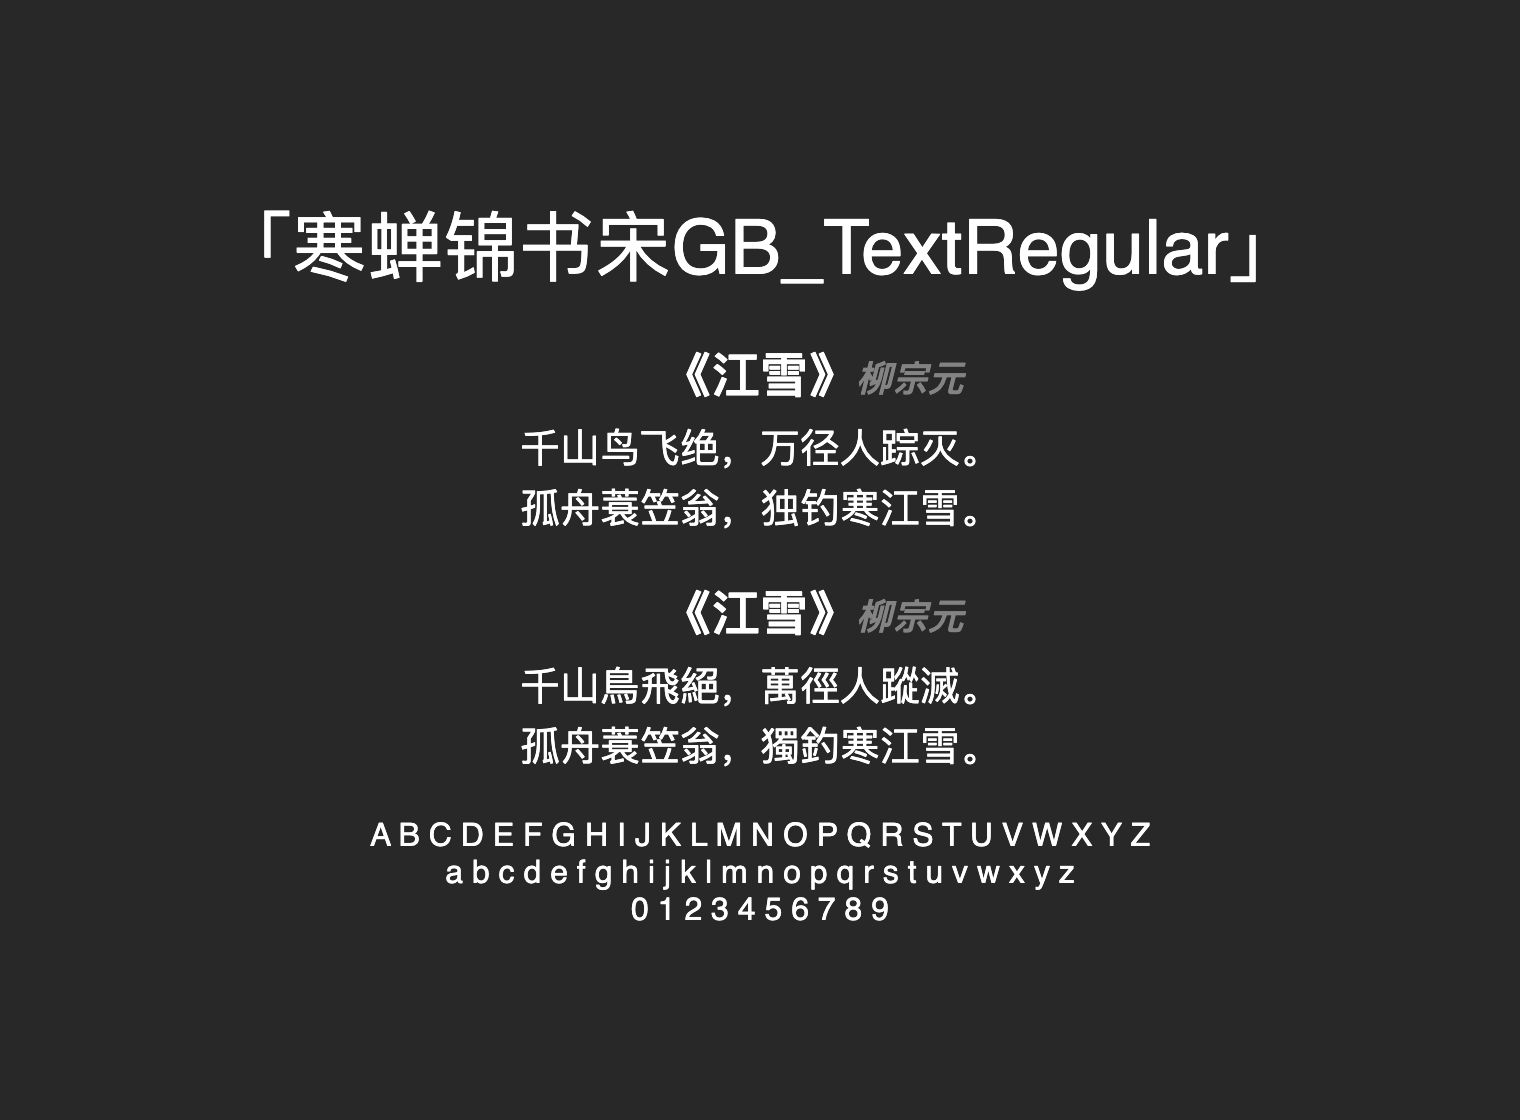 「寒蝉锦书宋GB_TextRegular」
《江雪》 柳宗元
千山鸟飞绝，万径人踪灭。
孤舟蓑笠翁，独钓寒江雪。
《江雪》 柳宗元
千山鳥飛絕，萬徑人蹤滅。
孤舟蓑笠翁，獨釣寒江雪。
A B C D E F G H I J K L M N O P Q R S T U V W X Y Z
a b c d e f g h i j k l m n o p q r s t u v w x y z
0 1 2 3 4 5 6 7 8 9